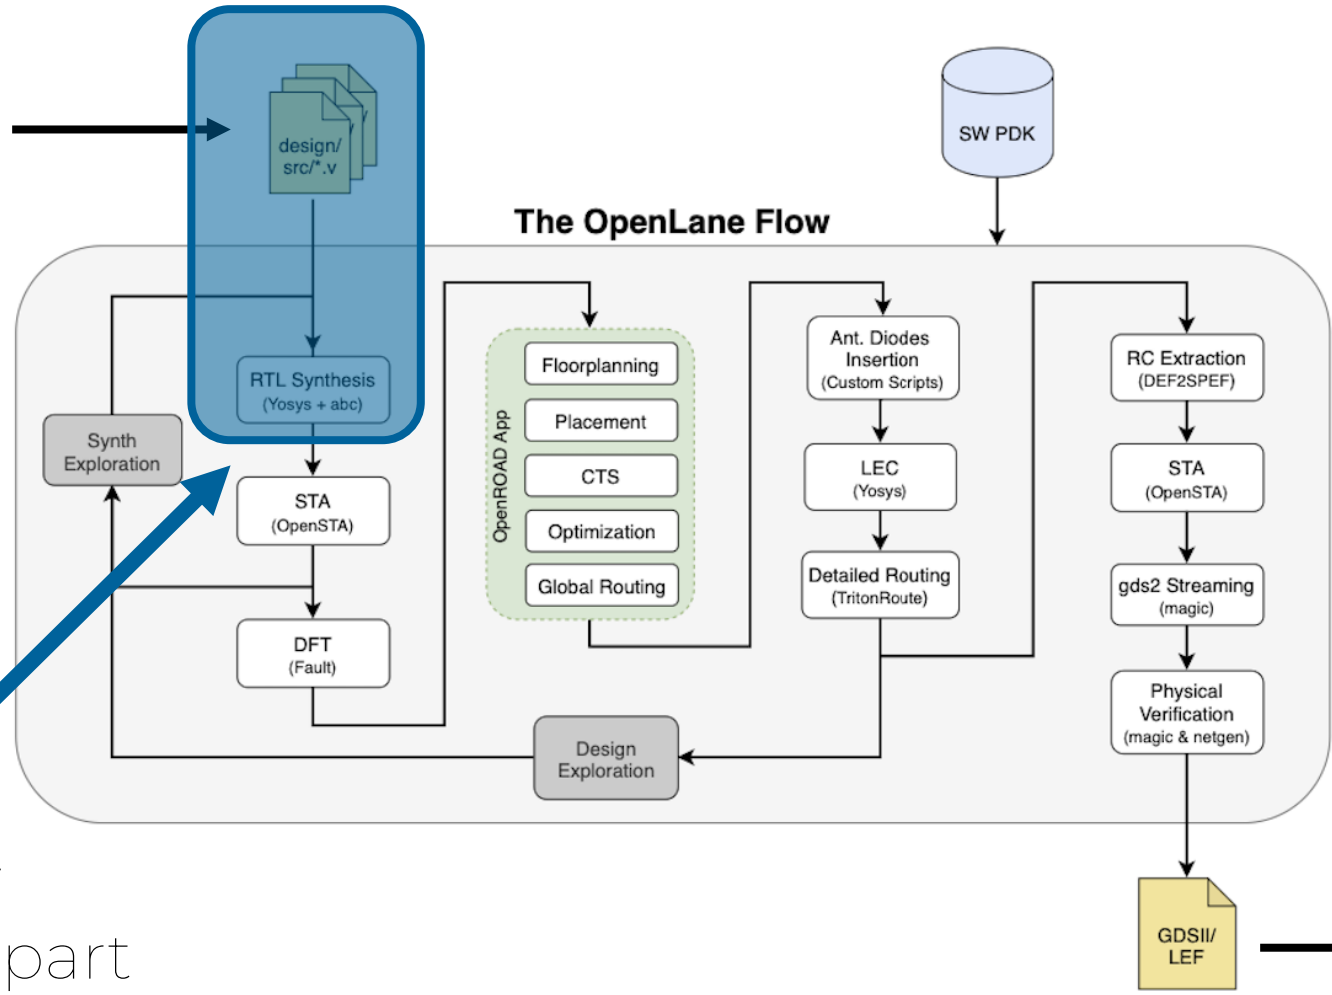 design/
src/*.v
SW PDK
The OpenLane Flow
RTL Synthesis
(Yosys + abc)
Synth
Exploration
STA
(OpenSTA)
DFT
(Fault)
OpenROAD App
Floorplanning
Placement
CTS
Optimization
Global Routing
Ant. Diodes
Insertion
(Custom Scripts)
LEC
(Yosys)
Detailed Routing
(TritonRoute)
Design
Exploration
RC Extraction
(DEF2SPEF)
STA
(OpenSTA)
gds2 Streaming
(magic)
Physical
Verification
(magic & netgen)
GDSII/
LEF
part